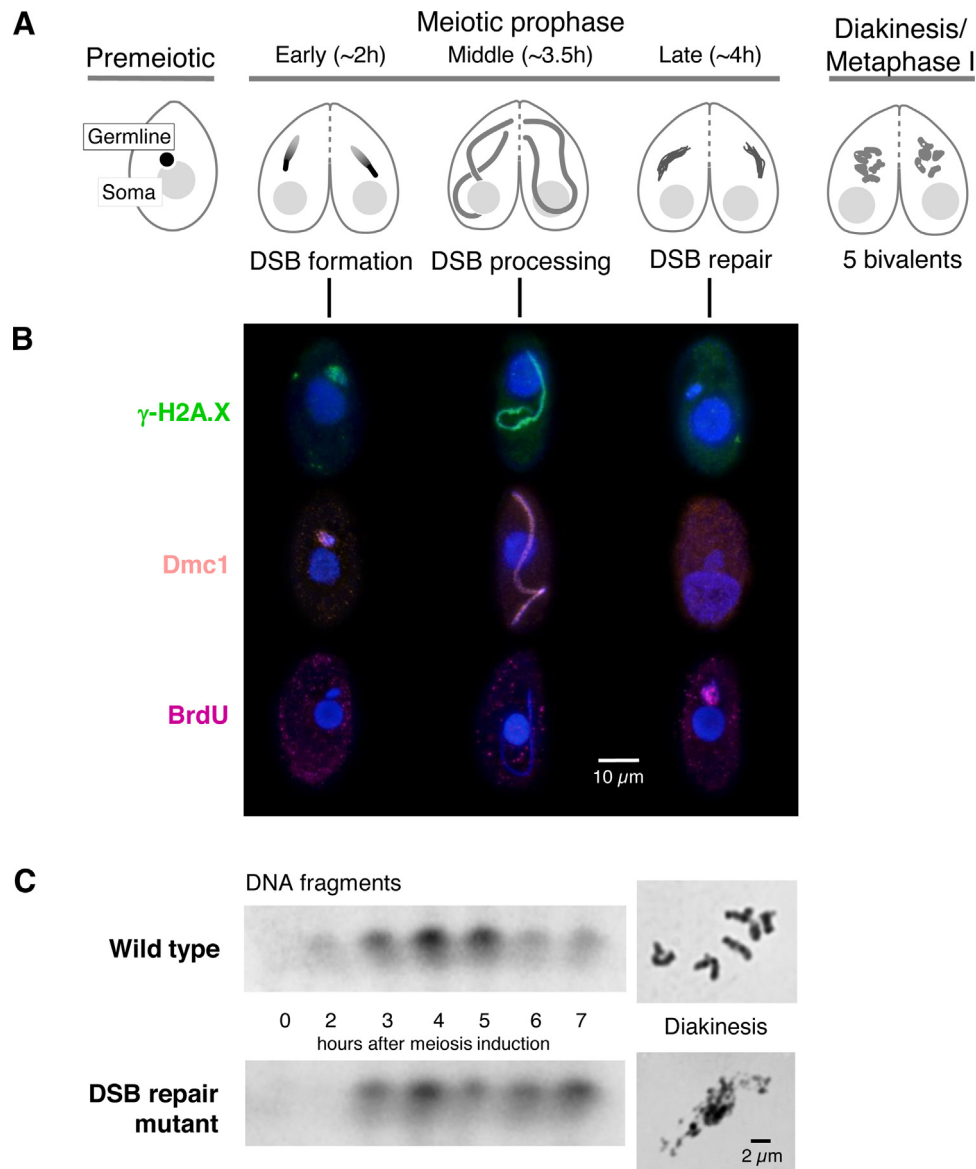 A
Meiotic prophase
Diakinesis/
Metaphase I
Premeiotic
Early (~2h)
Middle (~3.5h)
Late (~4h)
Germline
Soma
DSB formation
DSB processing
DSB repair
5 bivalents
B
γ-H2A.X
Dmc1
BrdU
10 µm
C
DNA fragments
Wild type
0 2 3 4 5 6 7
hours after meiosis induction
Diakinesis
DSB repair
mutant
2 µm